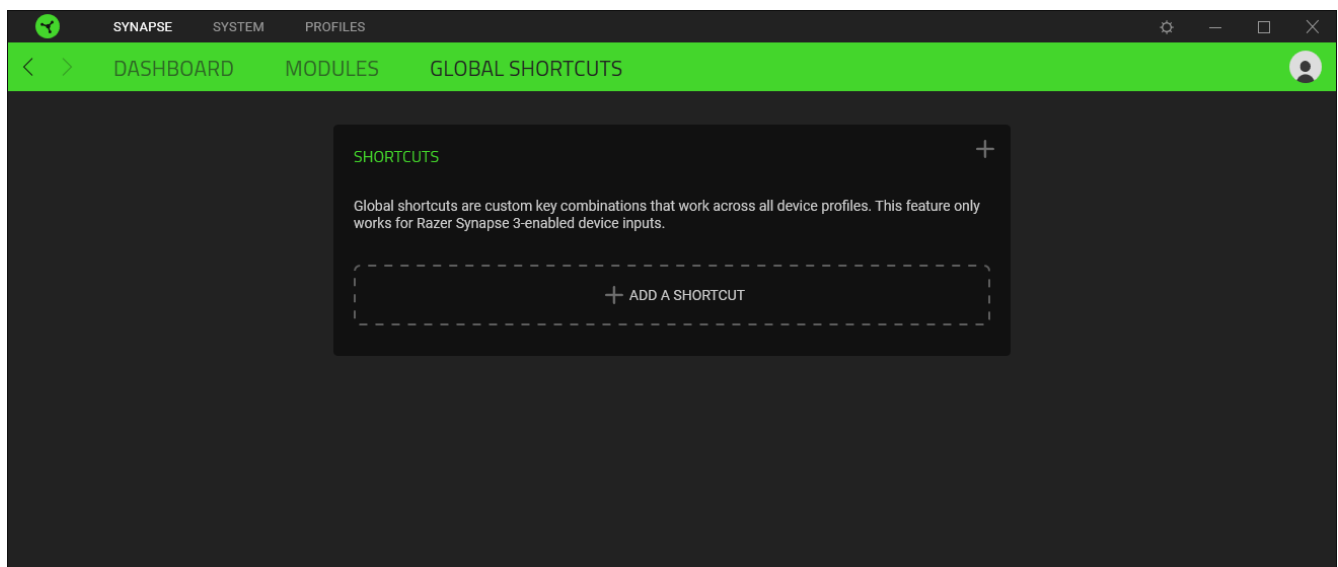 SYNAPSE SYSTEM PROFILES
DASHBOARD MODULES GLOBAL SHORTCUTS
SHORTCUTS
Global shortcuts are custom key combinations that work across all device profiles. This feature only
works for Razer Synapse 3-enabled device inputs.
ADD A SHORTCUT